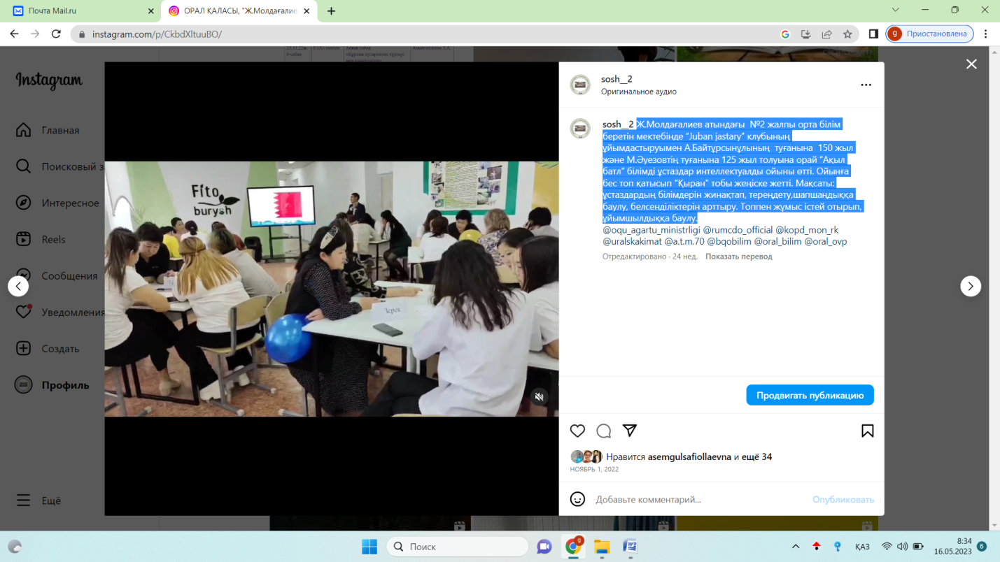 Почта Mail.ru
ОРАЛ ҚАЛАСЫ, "Ж.Молдағалие
instagram.com/p/CkbdXltuuBO/
g Приостановлена
Instagram
Главная
Поисковый з
Интересное
Reels
Сообщения
Уведомления
Создать
Профиль
Ещё
Fito
burysh
Зерек
sosh__2
Оригинальное аудио
sosh__2 Ж.Молдағалиев атындағы №2 жалпы орта білім
беретін мектебінде “Juban jastary” клубының
ұйымдастыруымен А.Байтұрсынұлының туғанына 150 жыл
және М.Әуезовтің туғанына 125 жыл толуына орай “Ақыл
батл” білімді ұстаздар интеллектуалды ойыны өтті. Ойынға
бес топ қатысып "Қыран" тобы жеңіске жетті. Мақсаты:
ұстаздардың білімдерін жинақтап, тереңдету,шапшаңдыққа
баулу, белсенділіктерін арттыру. Топпен жұмыс істей отырып,
ұйымшылдыққа баулу.
@oqu_agartu_ministrligi @rumcdo_official @kopd_mon_rk
@uralskakimat @a.t.m.70 @bqobilim @oral_bilim @oral_ovp
Отредактировано · 24 нед. Показать перевод
Продвигать публикацию
Нравится asemgulsafiollaevna и ещё 34
НОЯБРЬ 1, 2022
Добавьте комментарий...
Опубликовать
Поиск
9
ҚАЗ
8:34
16.05.2023
6